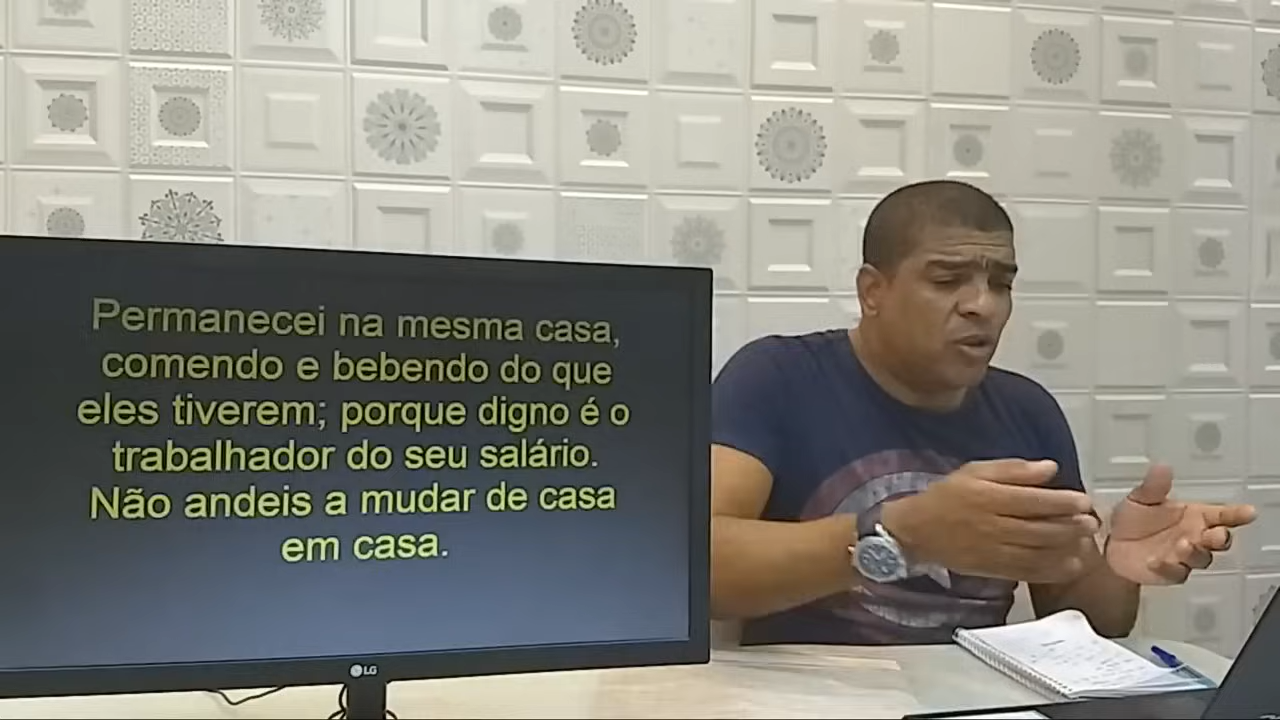 Permanecei na mesma casa,
comendo e bebendo do que
eles tiverem; porque digno é o
trabalhador do seu salário.
Não andeis a mudar de casa
em casa.
LG